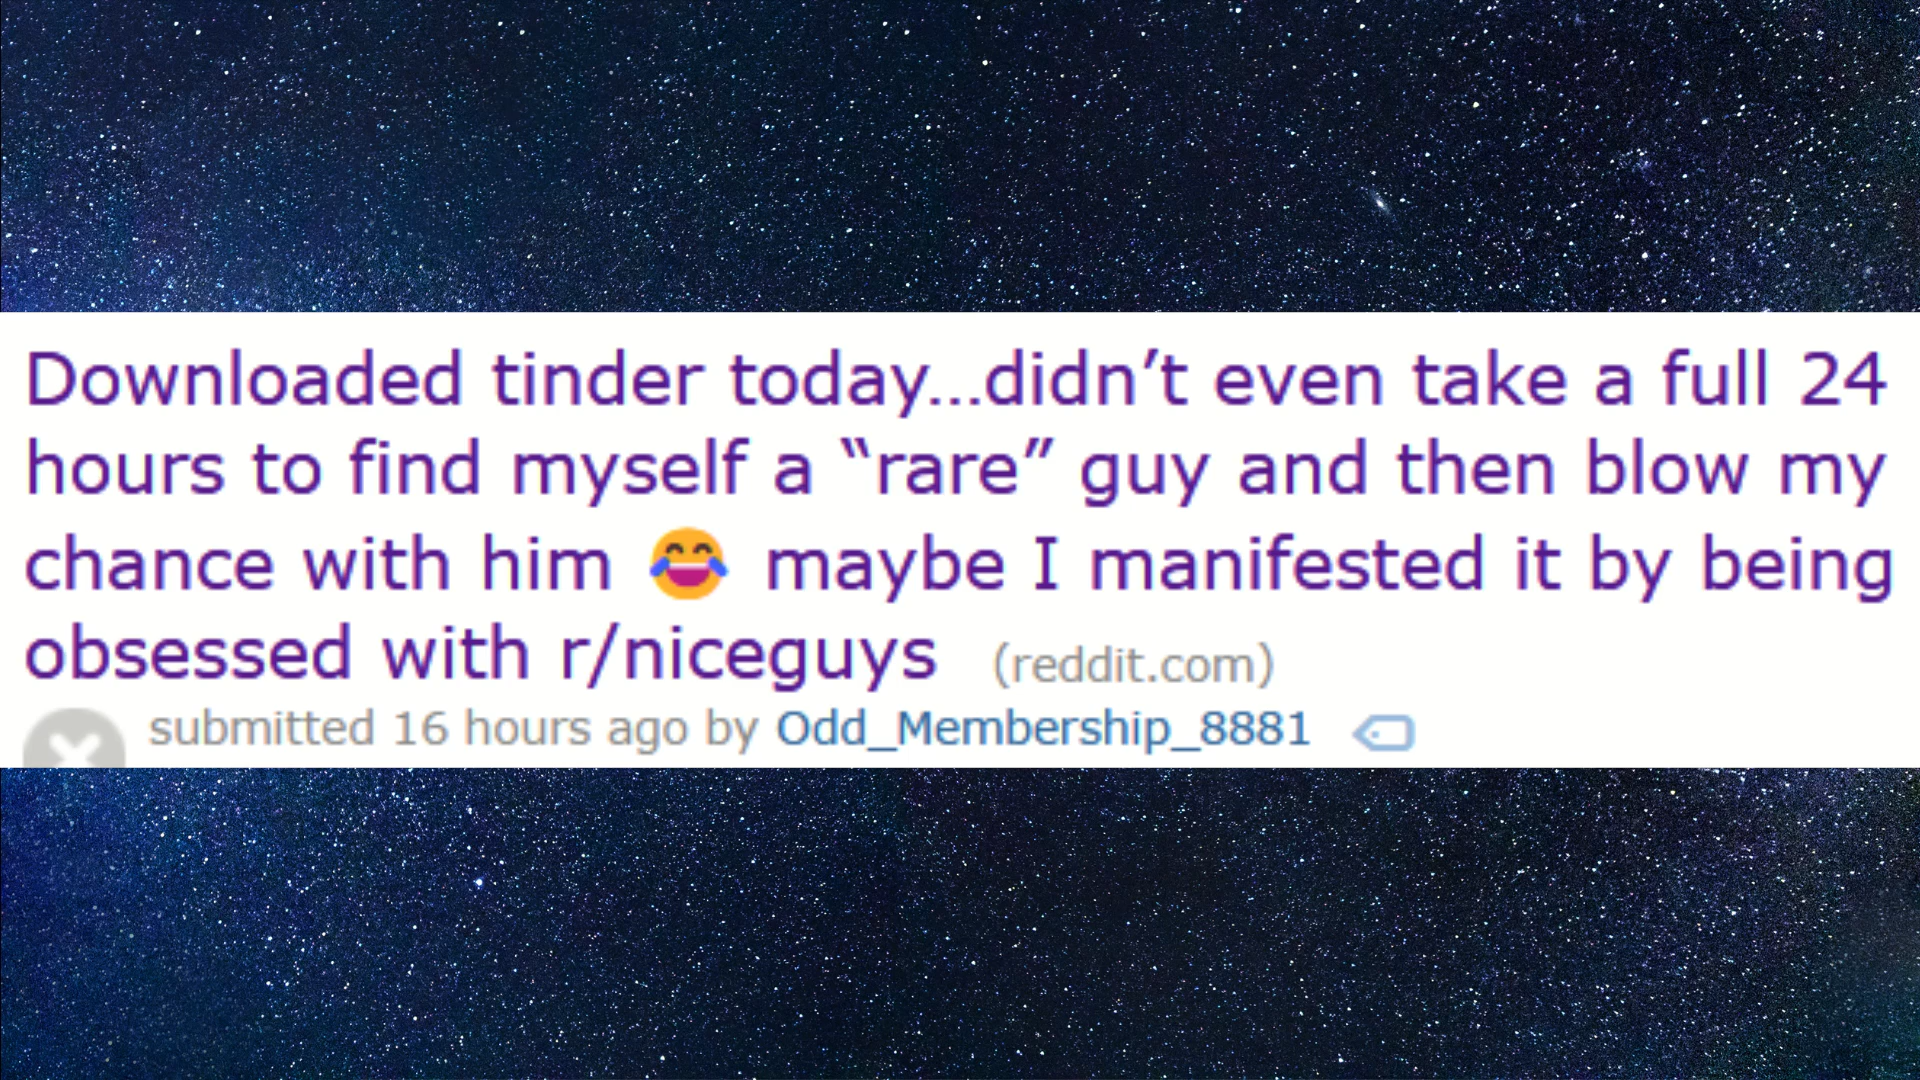 Downloaded tinder today...didn’t even take a full 24
hours to find myself a “rare” guy and then blow my
chance with him 😂 maybe I manifested it by being
obsessed with r/niceguys (reddit.com)
submitted 16 hours ago by Odd_Membership_8881